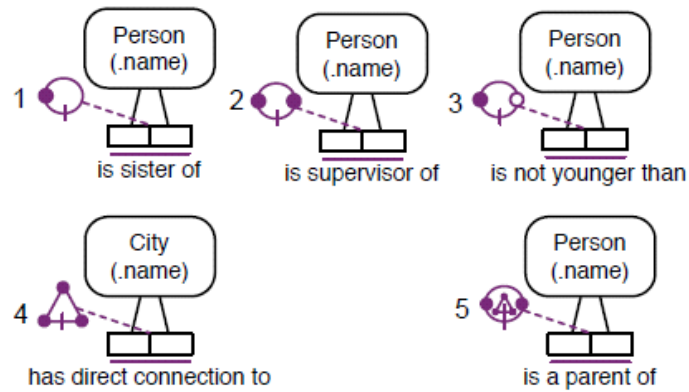 Person
(.name)
1
is sister of
Person
(.name)
2
is supervisor of
Person
(.name)
3
is not younger than
City
(.name)
4
has direct connection to
Person
(.name)
5
is a parent of